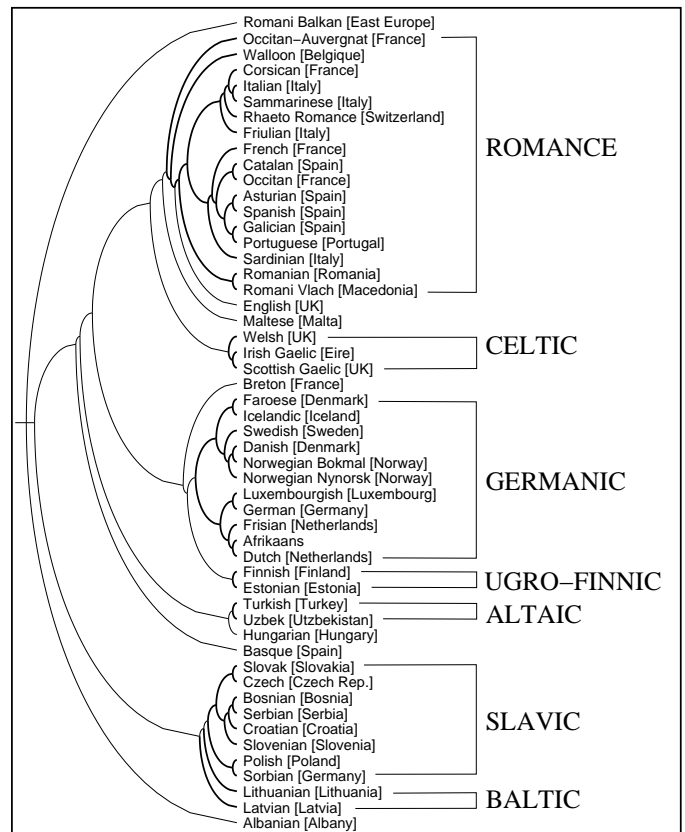 Romani Balkan [East Europe]
Occitan−Auvergnat [France]
Walloon [Belgique]
Corsican [France]
Italian [Italy]
Sammarinese [Italy]
Rhaeto Romance [Switzerland]
Friulian [Italy]
French [France]
Catalan [Spain]
Occitan [France]
Asturian [Spain]
Spanish [Spain]
Galician [Spain]
Portuguese [Portugal]
Sardinian [Italy]
Romanian [Romania]
Romani Vlach [Macedonia]
ROMANCE
English [UK]
Maltese [Malta]
Welsh [UK]
Irish Gaelic [Eire]
Scottish Gaelic [UK]
CELTIC
Breton [France]
Faroese [Denmark]
Icelandic [Iceland]
Swedish [Sweden]
Danish [Denmark]
Norwegian Bokmal [Norway]
Norwegian Nynorsk [Norway]
Luxembourgish [Luxembourg]
German [Germany]
Frisian [Netherlands]
Afrikaans
Dutch [Netherlands]
GERMANIC
Finnish [Finland]
Estonian [Estonia]
UGRO−FINNIC
Turkish [Turkey]
Uzbek [Utzbekistan]
ALTAIC
Hungarian [Hungary]
Basque [Spain]
Slovak [Slovakia]
Czech [Czech Rep.]
Bosnian [Bosnia]
Serbian [Serbia]
Croatian [Croatia]
Slovenian [Slovenia]
Polish [Poland]
Sorbian [Germany]
SLAVIC
Lithuanian [Lithuania]
Latvian [Latvia]
BALTIC
Albanian [Albany]